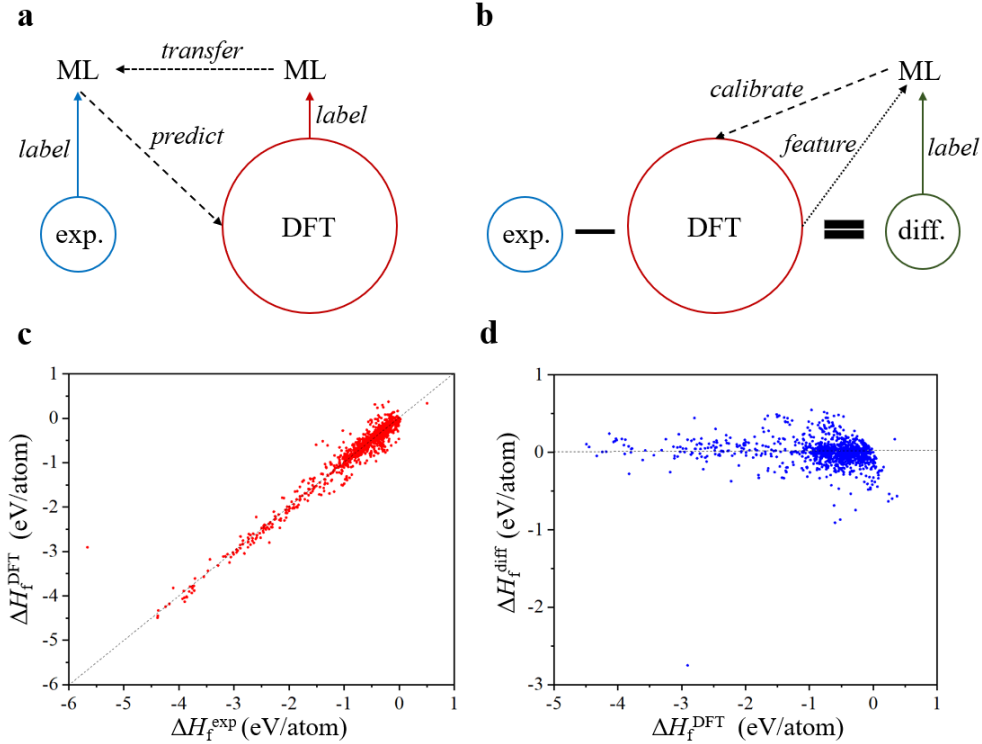 a
transfer
ML
ML
label
predict
label
exp.
DFT
b
ML
calibrate
feature
label
exp.
DFT
diff.
c
1
0
-1
-2
-3
-4
-5
-6
ΔH_f^DFT (eV/atom)
-6 -5 -4 -3 -2 -1 0 1
ΔH_f^exp (eV/atom)
d
1
0
-1
-2
-3
ΔH_f^diff (eV/atom)
-5 -4 -3 -2 -1 0 1
ΔH_f^DFT (eV/atom)